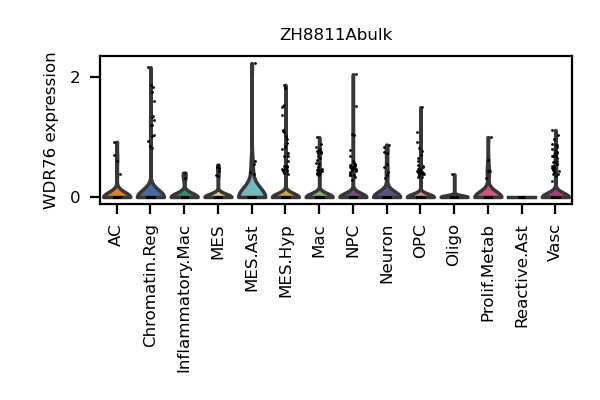 ZH8811Abulk
WDR76 expression
2
0
AC
Chromatin.Reg
Inflammatory.Mac
MES
MES.Ast
MES.Hyp
Mac
NPC
Neuron
OPC
Oligo
Prolif.Metab
Reactive.Ast
Vasc